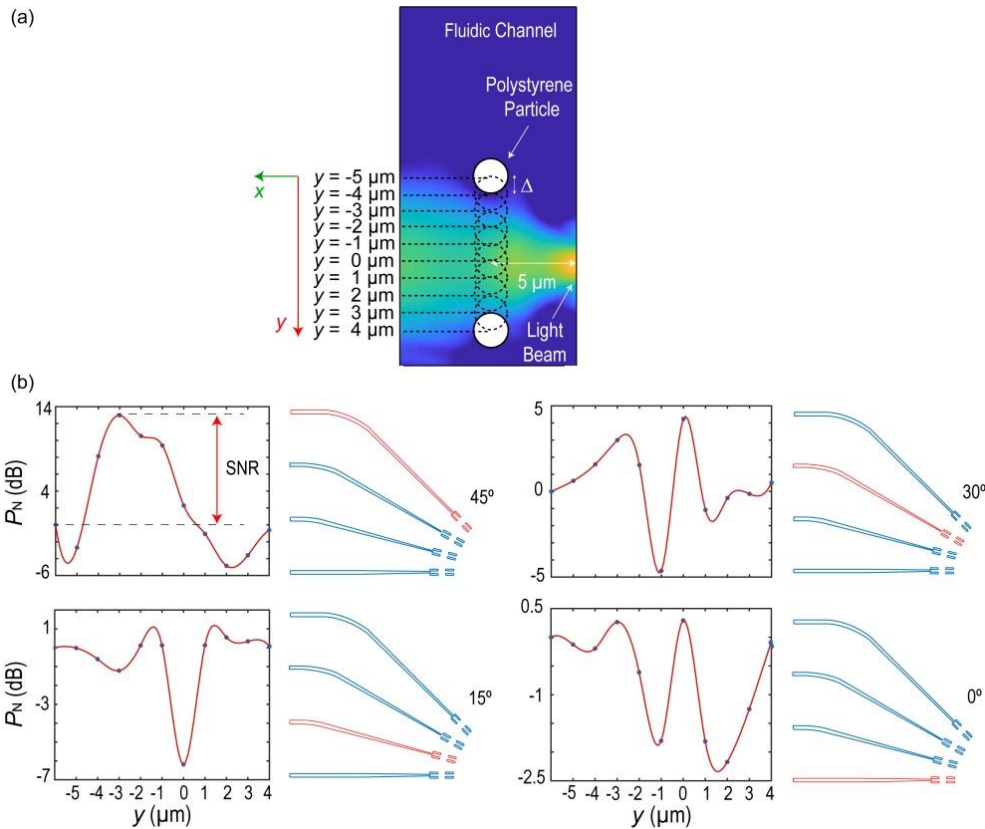 (a)
Fluidic Channel
Polystyrene
Particle
Δ
x
y
y = -5 µm
y = -4 µm
y = -3 µm
y = -2 µm
y = -1 µm
y = 0 µm
y = 1 µm
y = 2 µm
y = 3 µm
y = 4 µm
5 µm
Light
Beam
(b)
14
4
-6
PN (dB)
SNR
45º
5
0
-5
30º
1
-3
-7
PN (dB)
-5 -4 -3 -2 -1 0 1 2 3 4
y (µm)
15º
0.5
-1
-2.5
-5 -4 -3 -2 -1 0 1 2 3 4
y (µm)
0º